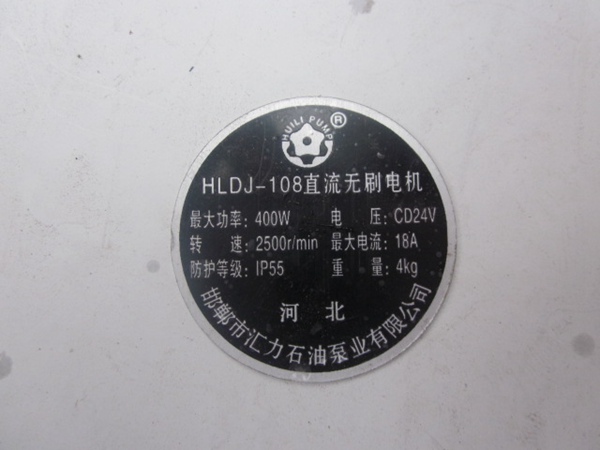 HUILI PUMP ®
HLDJ-108直流无刷电机
最大功率: 400W 电 压: CD24V
转 速: 2500r/min 最大电流: 18A
防护等级: IP55 重 量: 4kg
河 北
邯郸市汇力石油泵业有限公司